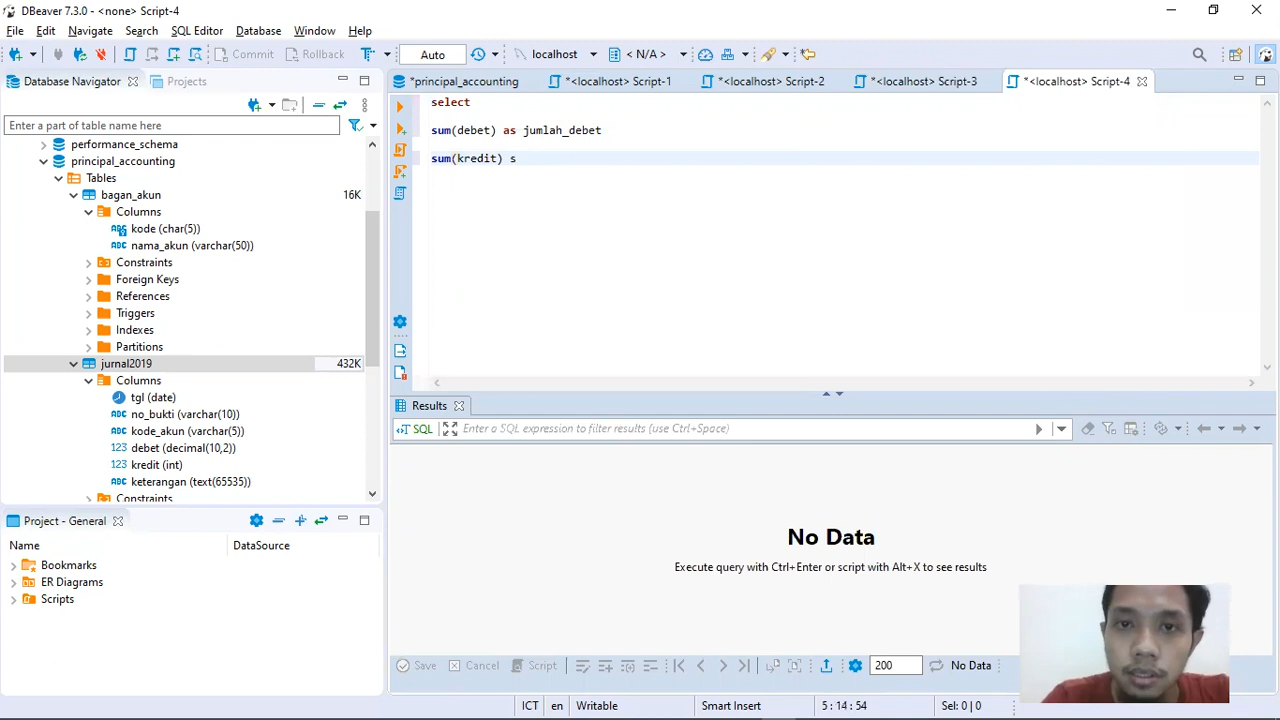 DBeaver 7.3.0 - <none> Script-4
File Edit Navigate Search SQL Editor Database Window Help
Commit Rollback Auto localhost < N/A >
Database Navigator Projects
Enter a part of table name here
performance_schema
principal_accounting
Tables
bagan_akun 16K
Columns
ABC kode (char(5))
ABC nama_akun (varchar(50))
Constraints
Foreign Keys
References
Triggers
Indexes
Partitions
jurnal2019 432K
Columns
tgl (date)
ABC no_bukti (varchar(10))
ABC kode_akun (varchar(5))
123 debet (decimal(10,2))
123 kredit (int)
ABC keterangan (text(65535))
Constraints
Project - General
Name DataSource
Bookmarks
ER Diagrams
Scripts
*principal_accounting *<localhost> Script-1 *<localhost> Script-2 *<localhost> Script-3 *<localhost> Script-4
select
sum(debet) as jumlah_debet
sum(kredit) s
Results
SQL Enter a SQL expression to filter results (use Ctrl+Space)
No Data
Execute query with Ctrl+Enter or script with Alt+X to see results
Save Cancel Script 200 No Data
ICT en Writable Smart Insert 5 : 14 : 54 Sel: 0 | 0